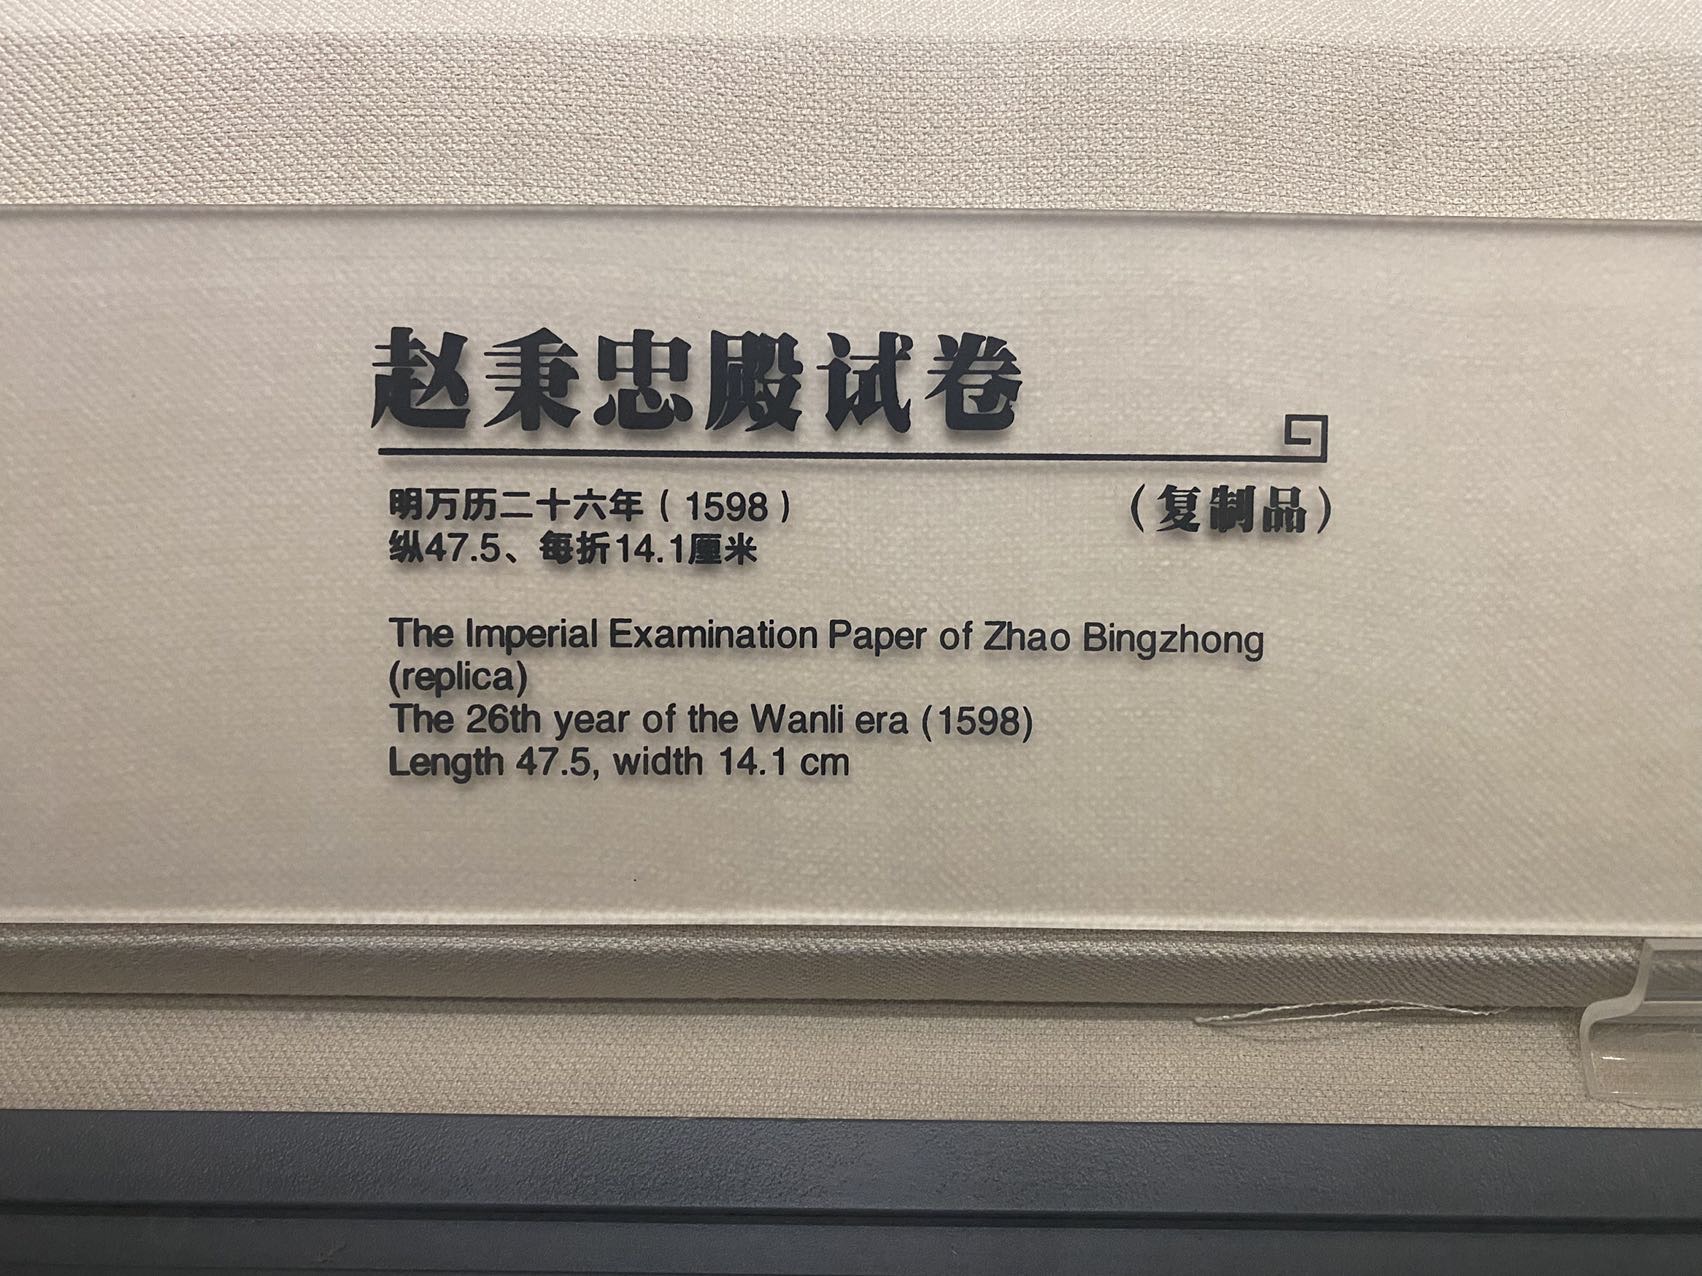 赵秉忠殿试卷
明万历二十六年（1598）
（复制品）
纵47.5、每折14.1厘米
The Imperial Examination Paper of Zhao Bingzhong
(replica)
The 26th year of the Wanli era (1598)
Length 47.5, width 14.1 cm